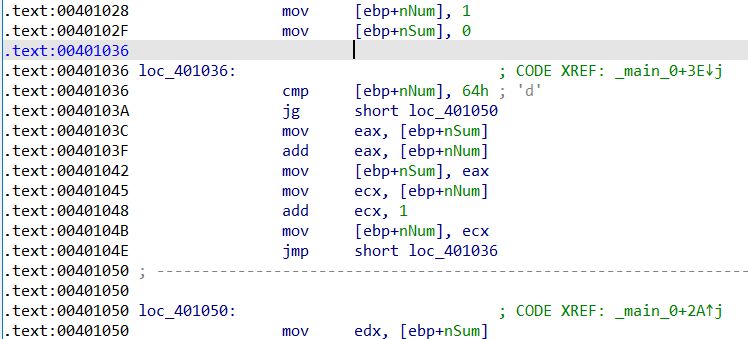 .text:00401028 mov [ebp+nNum], 1
.text:0040102F mov [ebp+nSum], 0
.text:00401036
.text:00401036 loc_401036: ; CODE XREF: _main_0+3E↓j
.text:00401036 cmp [ebp+nNum], 64h ; 'd'
.text:0040103A jg short loc_401050
.text:0040103C mov eax, [ebp+nSum]
.text:0040103F add eax, [ebp+nNum]
.text:00401042 mov [ebp+nSum], eax
.text:00401045 mov ecx, [ebp+nNum]
.text:00401048 add ecx, 1
.text:0040104B mov [ebp+nNum], ecx
.text:0040104E jmp short loc_401036
.text:00401050 ; ---------------------------------------------------------------------------
.text:00401050
.text:00401050 loc_401050: ; CODE XREF: _main_0+2A↑j
.text:00401050 mov edx, [ebp+nSum]